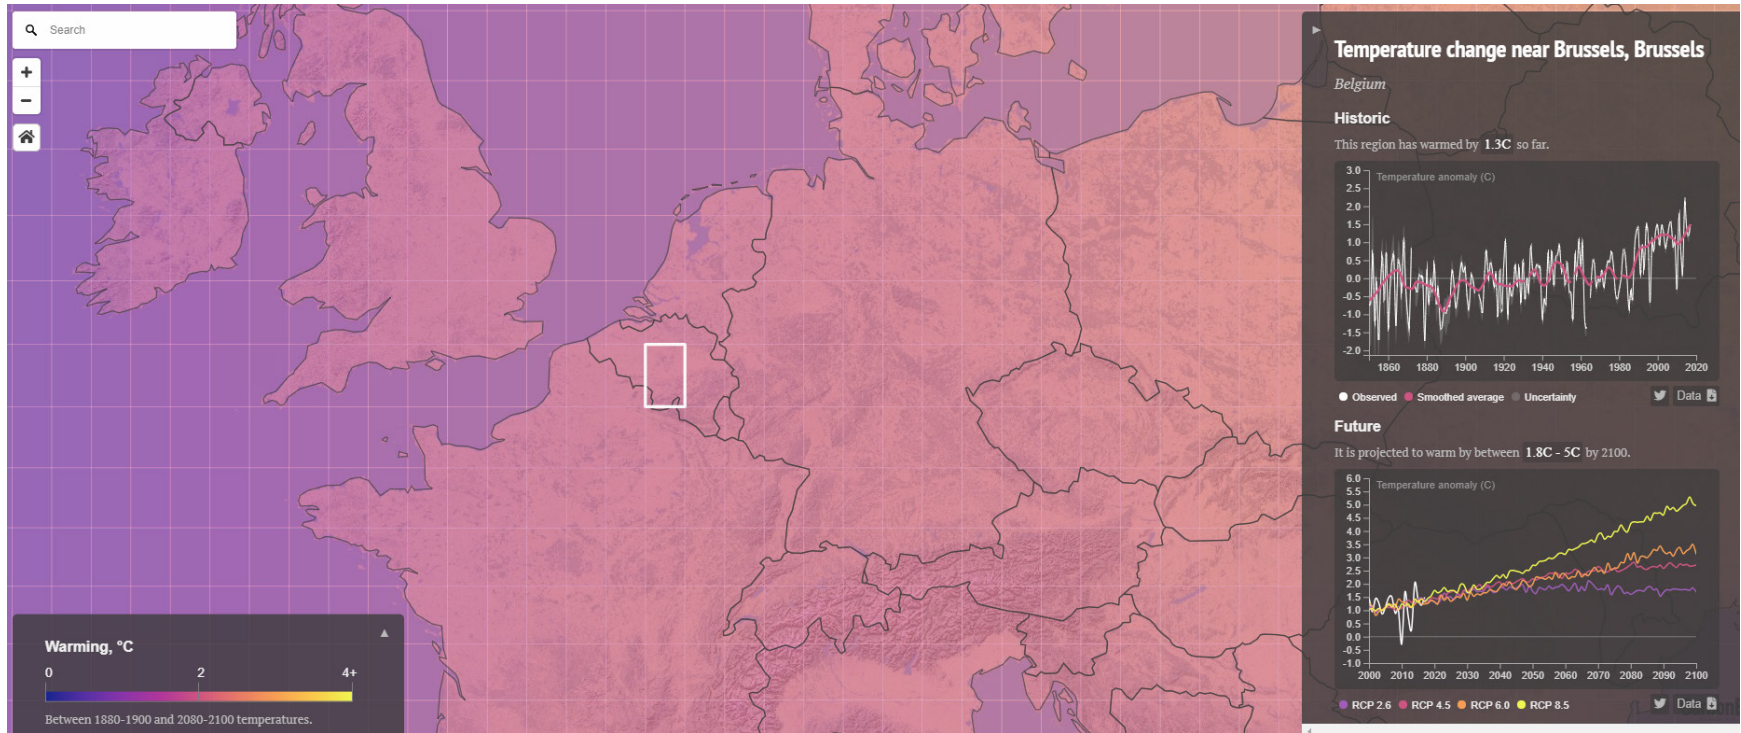 Search
+
−
Temperature change near Brussels, Brussels
Belgium
Historic
This region has warmed by 1.3C so far.
Temperature anomaly (C)
3.0
2.5
2.0
1.5
1.0
0.5
0.0
-0.5
-1.0
-1.5
-2.0
1860 1880 1900 1920 1940 1960 1980 2000 2020
Observed Smoothed average Uncertainty
Data
Future
It is projected to warm by between 1.8C - 5C by 2100.
Temperature anomaly (C)
6.0
5.5
5.0
4.5
4.0
3.5
3.0
2.5
2.0
1.5
1.0
0.5
0.0
-0.5
-1.0
2000 2010 2020 2030 2040 2050 2060 2070 2080 2090 2100
RCP 2.6 RCP 4.5 RCP 6.0 RCP 8.5
Data
Warming, °C
0 2 4+
Between 1880-1900 and 2080-2100 temperatures.